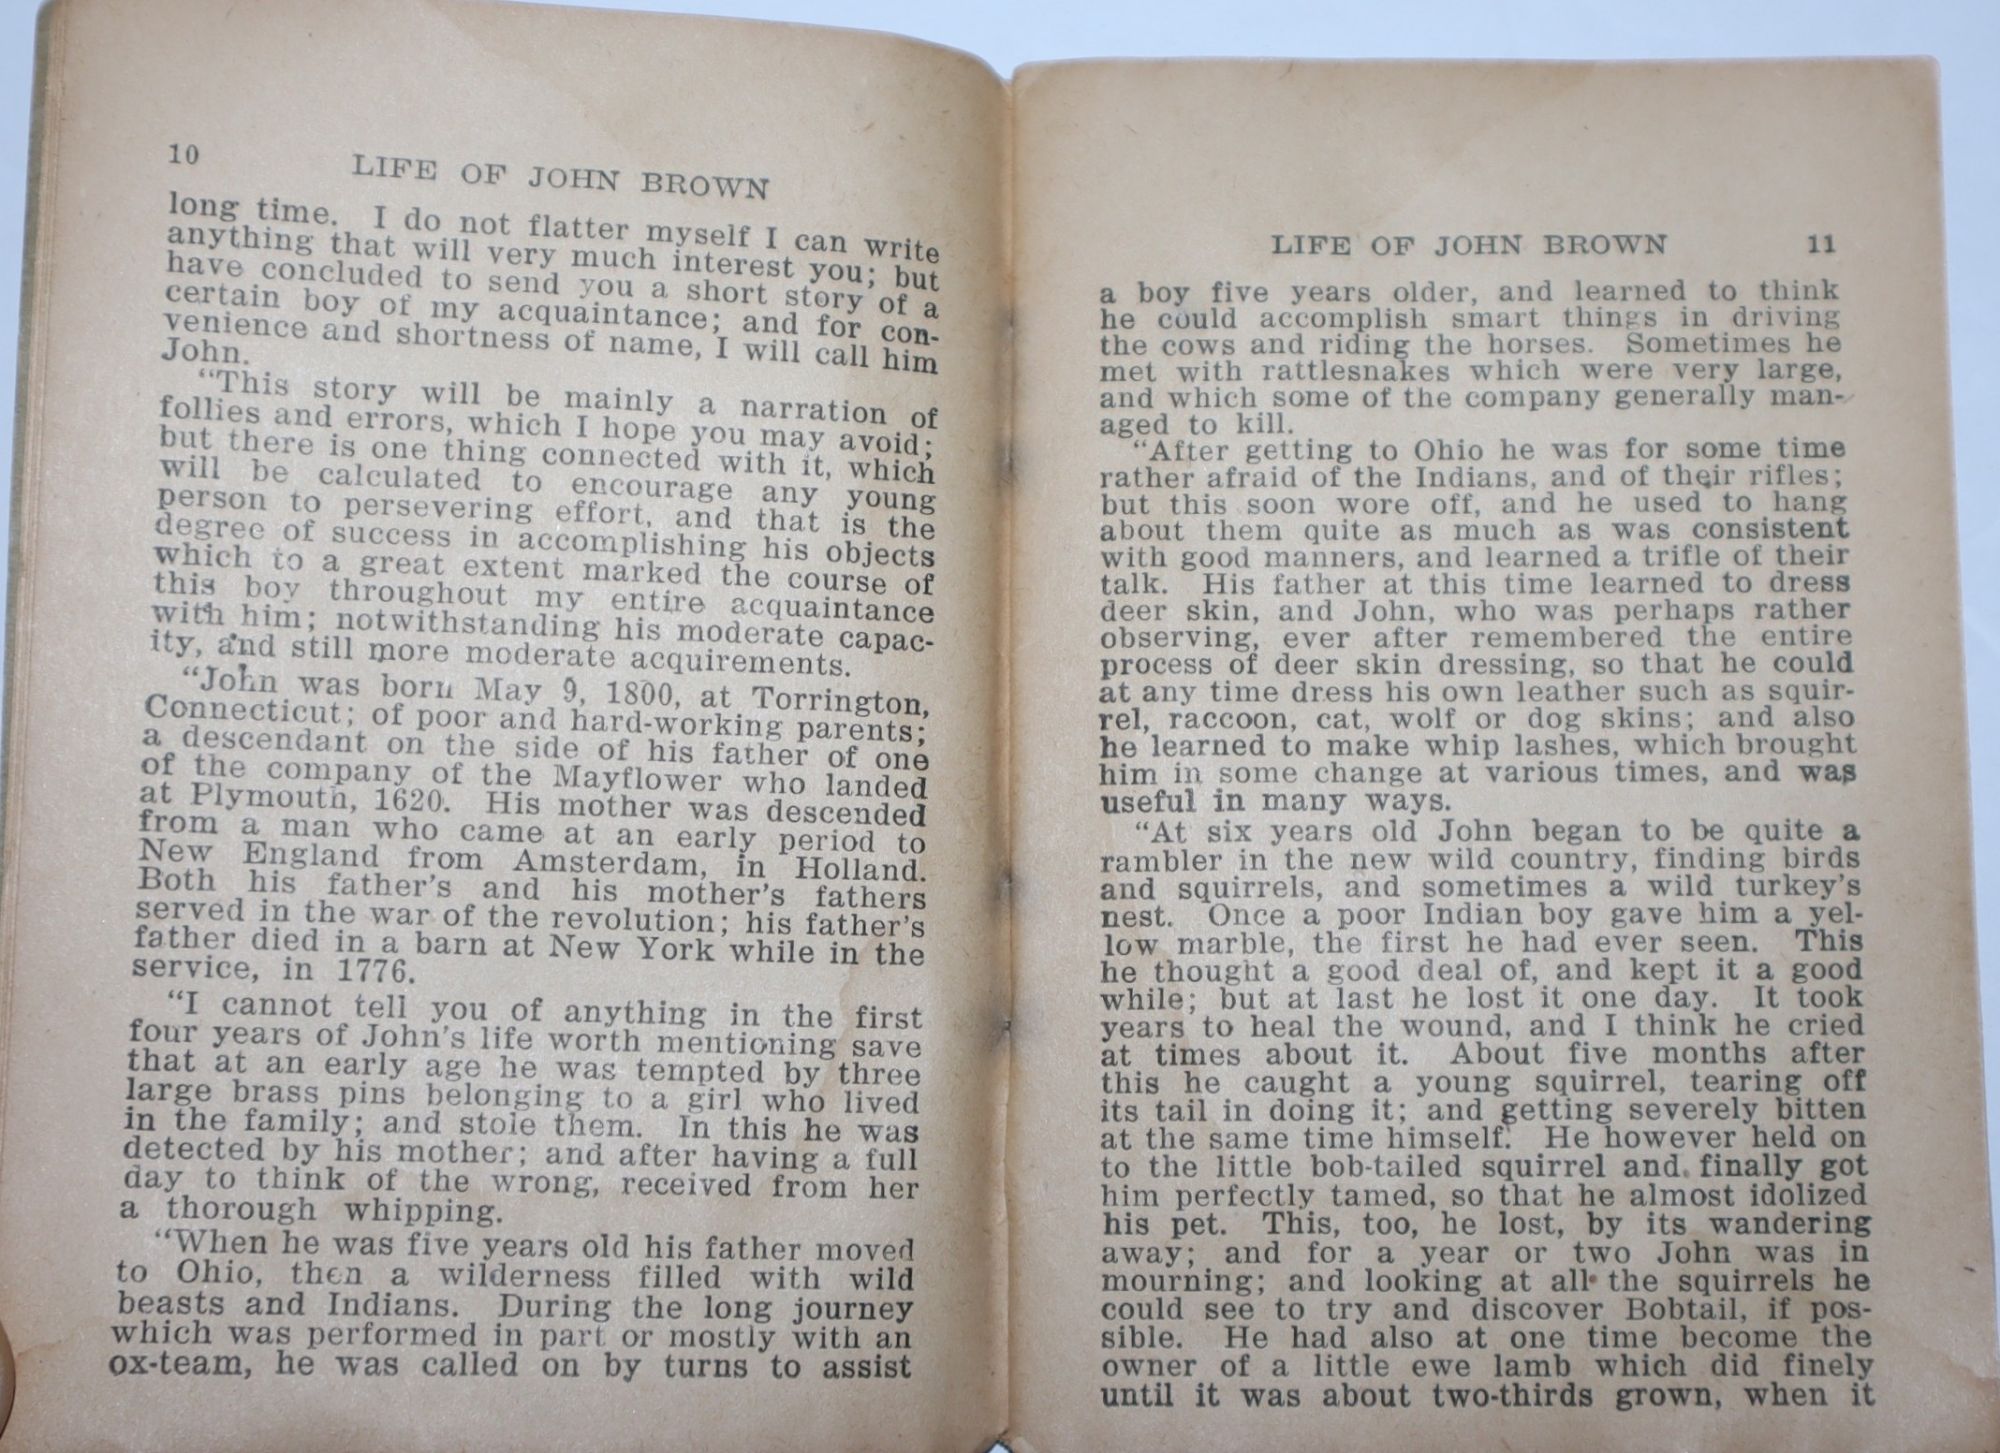 10
LIFE OF JOHN BROWN
long time. I do not flatter myself I can write
anything that will very much interest you; but
have concluded to send you a short story of a
certain boy of my acquaintance; and for con-
venience and shortness of name, I will call him
John.
"This story will be mainly a narration of
follies and errors, which I hope you may avoid;
but there is one thing connected with it, which
will be calculated to encourage any young
person to persevering effort, and that is the
degree of success in accomplishing his objects
which to a great extent marked the course of
this boy throughout my entire acquaintance
with him; notwithstanding his moderate capac-
ity, and still more moderate acquirements.
"John was born May 9, 1800, at Torrington,
Connecticut; of poor and hard-working parents;
a descendant on the side of his father of one
of the company of the Mayflower who landed
at Plymouth, 1620. His mother was descended
from a man who came at an early period to
New England from Amsterdam, in Holland.
Both his father's and his mother's fathers
served in the war of the revolution; his father's
father died in a barn at New York while in the
service, in 1776.
"I cannot tell you of anything in the first
four years of John's life worth mentioning save
that at an early age he was tempted by three
large brass pins belonging to a girl who lived
in the family; and stole them. In this he was
detected by his mother; and after having a full
day to think of the wrong, received from her
a thorough whipping.
"When he was five years old his father moved
to Ohio, then a wilderness filled with wild
beasts and Indians. During the long journey
which was performed in part or mostly with an
ox-team, he was called on by turns to assist
LIFE OF JOHN BROWN 11
a boy five years older, and learned to think
he could accomplish smart things in driving
the cows and riding the horses. Sometimes he
met with rattlesnakes which were very large,
and which some of the company generally man-
aged to kill.
"After getting to Ohio he was for some time
rather afraid of the Indians, and of their rifles;
but this soon wore off, and he used to hang
about them quite as much as was consistent
with good manners, and learned a trifle of their
talk. His father at this time learned to dress
deer skin, and John, who was perhaps rather
observing, ever after remembered the entire
process of deer skin dressing, so that he could
at any time dress his own leather such as squir-
rel, raccoon, cat, wolf or dog skins; and also
he learned to make whip lashes, which brought
him in some change at various times, and was
useful in many ways.
"At six years old John began to be quite a
rambler in the new wild country, finding birds
and squirrels, and sometimes a wild turkey's
nest. Once a poor Indian boy gave him a yel-
low marble, the first he had ever seen. This
he thought a good deal of, and kept it a good
while; but at last he lost it one day. It took
years to heal the wound, and I think he cried
at times about it. About five months after
this he caught a young squirrel, tearing off
its tail in doing it; and getting severely bitten
at the same time himself. He however held on
to the little bob-tailed squirrel and finally got
him perfectly tamed, so that he almost idolized
his pet. This, too, he lost, by its wandering
away; and for a year or two John was in
mourning; and looking at all the squirrels he
could see to try and discover Bobtail, if pos-
sible. He had also at one time become the
owner of a little ewe lamb which did finely
until it was about two-thirds grown, when it